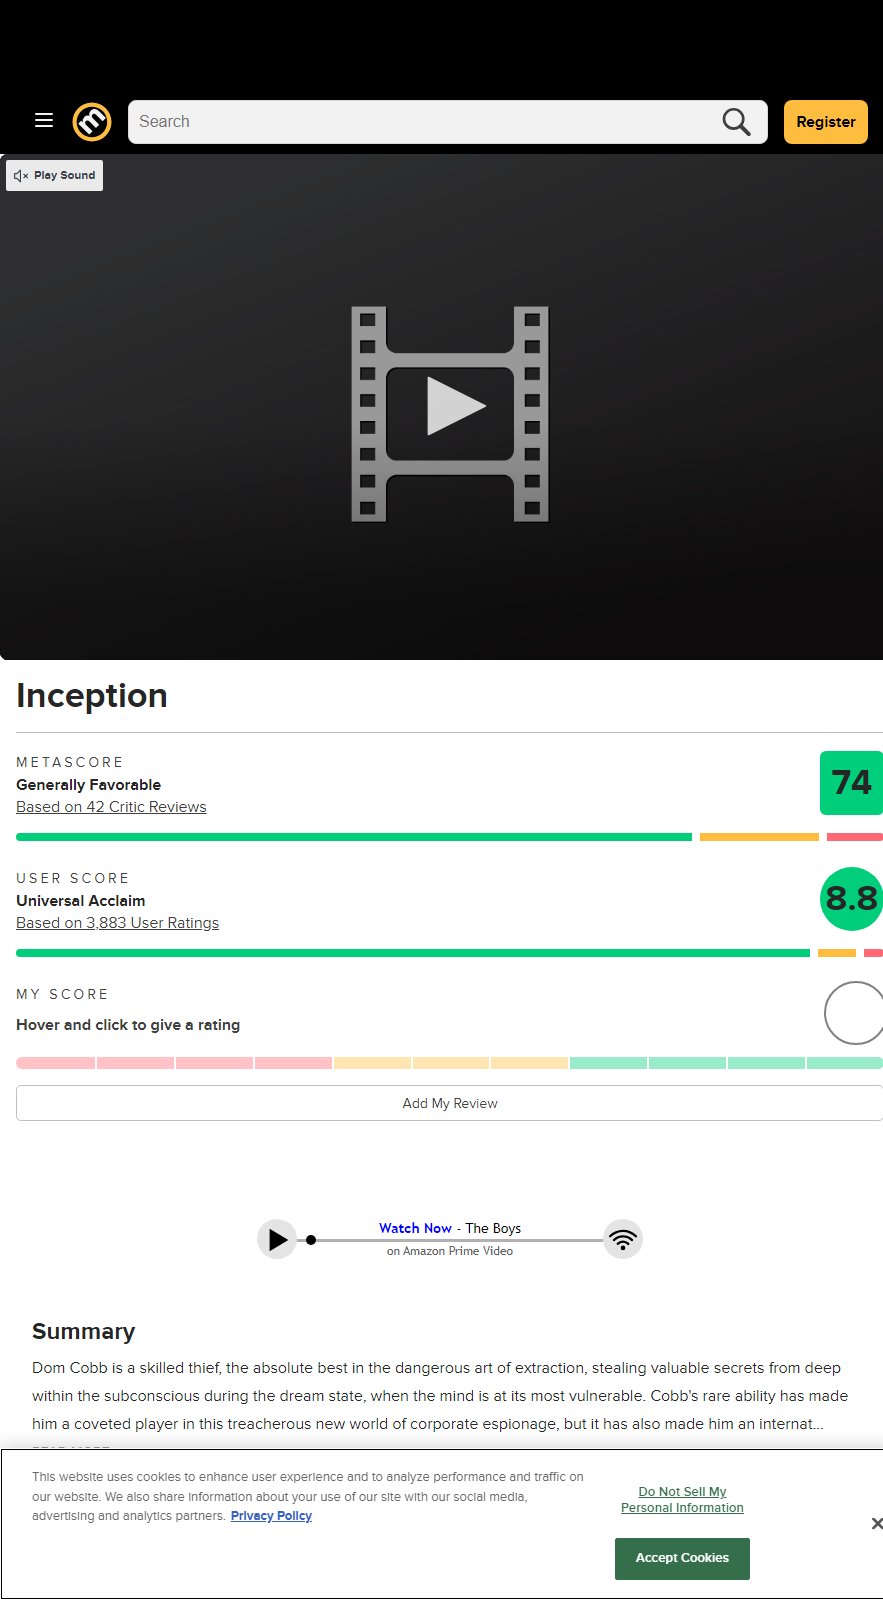 Search
Register
Play Sound
Inception
METASCORE
Generally Favorable
Based on 42 Critic Reviews
74
USER SCORE
Universal Acclaim
Based on 3,883 User Ratings
8.8
MY SCORE
Hover and click to give a rating
Add My Review
Watch Now - The Boys
on Amazon Prime Video
Summary
Dom Cobb is a skilled thief, the absolute best in the dangerous art of extraction, stealing valuable secrets from deep
within the subconscious during the dream state, when the mind is at its most vulnerable. Cobb's rare ability has made
him a coveted player in this treacherous new world of corporate espionage, but it has also made him an internat...
This website uses cookies to enhance user experience and to analyze performance and traffic on
our website. We also share information about your use of our site with our social media,
advertising and analytics partners. Privacy Policy
Do Not Sell My
Personal Information
Accept Cookies